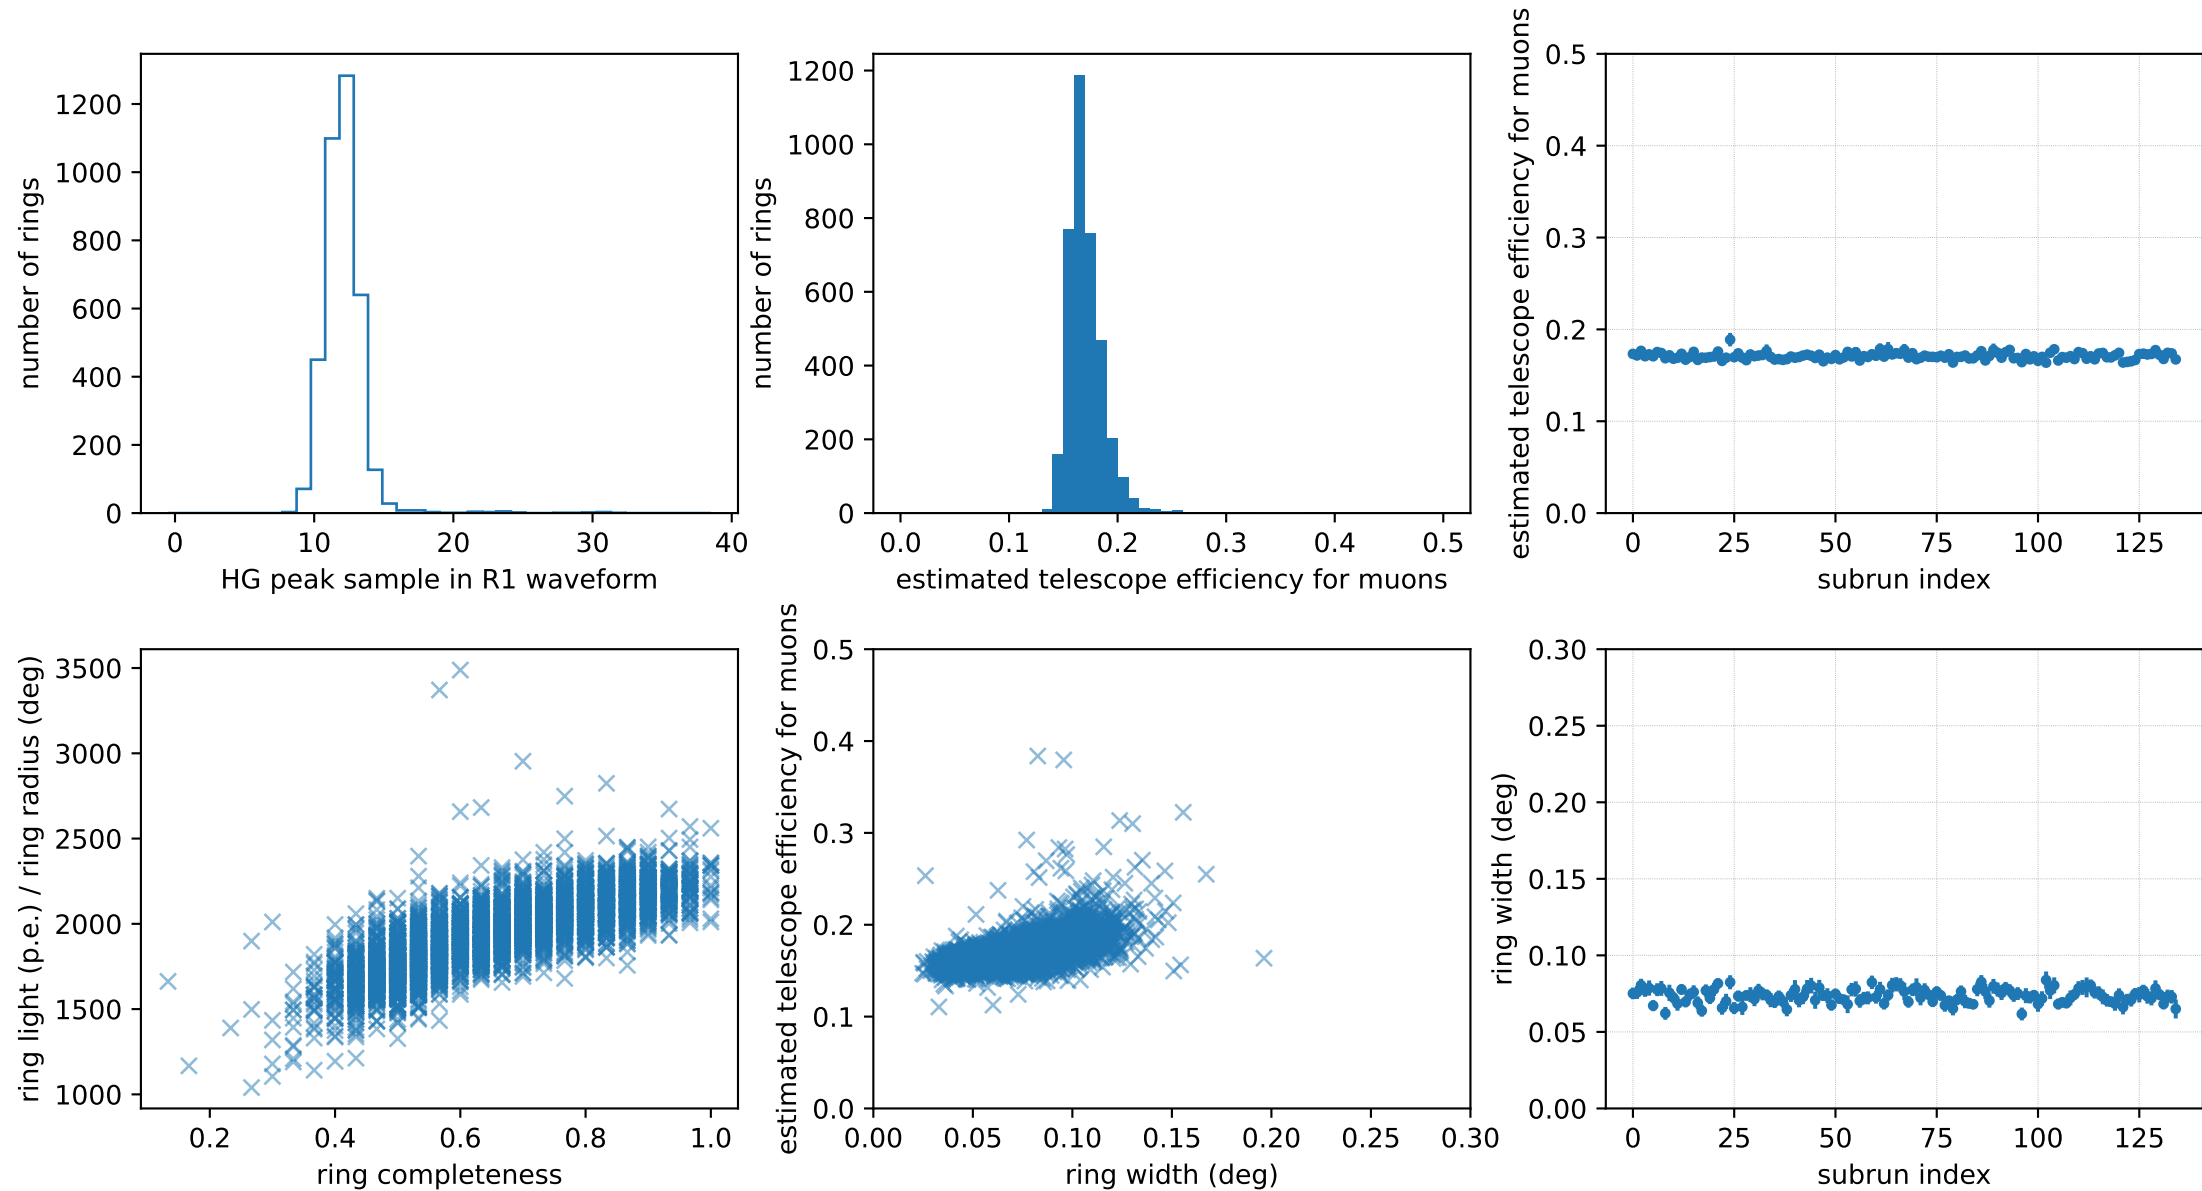 1200
1000
800
600
400
200
0
number of rings
0 10 20 30 40
HG peak sample in R1 waveform
1200
1000
800
600
400
200
0
number of rings
0.0 0.1 0.2 0.3 0.4 0.5
estimated telescope efficiency for muons
0.5
0.4
0.3
0.2
0.1
0.0
estimated telescope efficiency for muons
0 25 50 75 100 125
subrun index
3500
3000
2500
2000
1500
1000
ring light (p.e.) / ring radius (deg)
0.2 0.4 0.6 0.8 1.0
ring completeness
0.5
0.4
0.3
0.2
0.1
0.0
estimated telescope efficiency for muons
0.00 0.05 0.10 0.15 0.20 0.25 0.30
ring width (deg)
0.30
0.25
0.20
0.15
0.10
0.05
0.00
ring width (deg)
0 25 50 75 100 125
subrun index